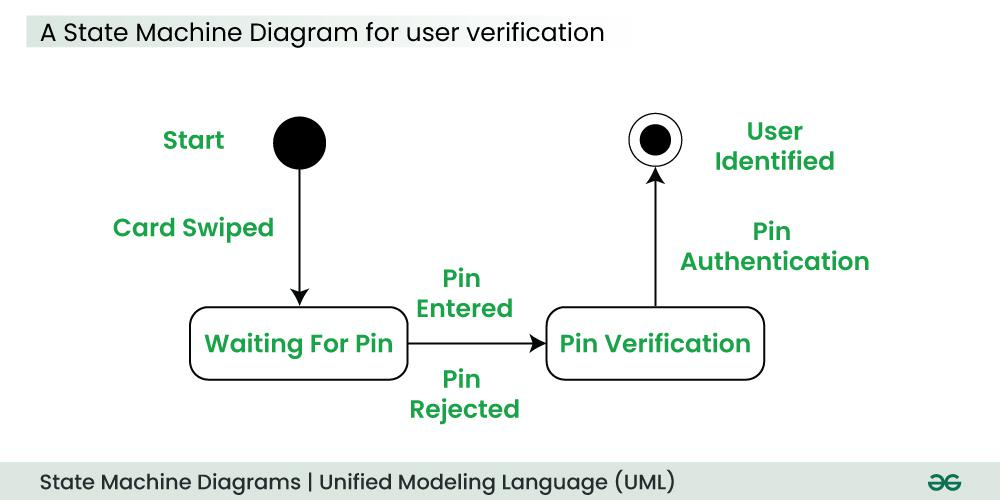 A State Machine Diagram for user verification
Start
User
Identified
Card Swiped
Pin
Authentication
Pin
Entered
Waiting For Pin
Pin Verification
Pin
Rejected
State Machine Diagrams | Unified Modeling Language (UML)